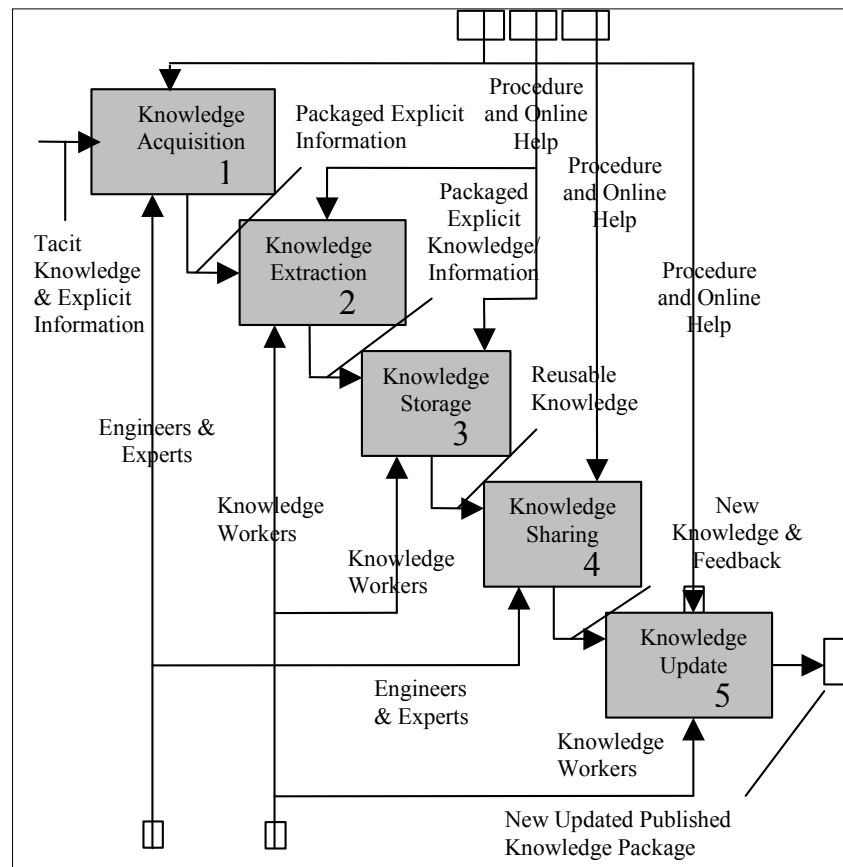 Knowledge
Acquisition
1
Packaged Explicit
Information
Procedure
and Online
Help
Procedure
and Online
Help
Tacit
Knowledge
& Explicit
Information
Knowledge
Extraction
2
Packaged
Explicit
Knowledge/
Information
Procedure
and Online
Help
Knowledge
Storage
3
Reusable
Knowledge
Engineers &
Experts
Knowledge
Workers
Knowledge
Workers
Knowledge
Sharing
4
New
Knowledge &
Feedback
Engineers
& Experts
Knowledge
Update
5
Knowledge
Workers
New Updated Published
Knowledge Package